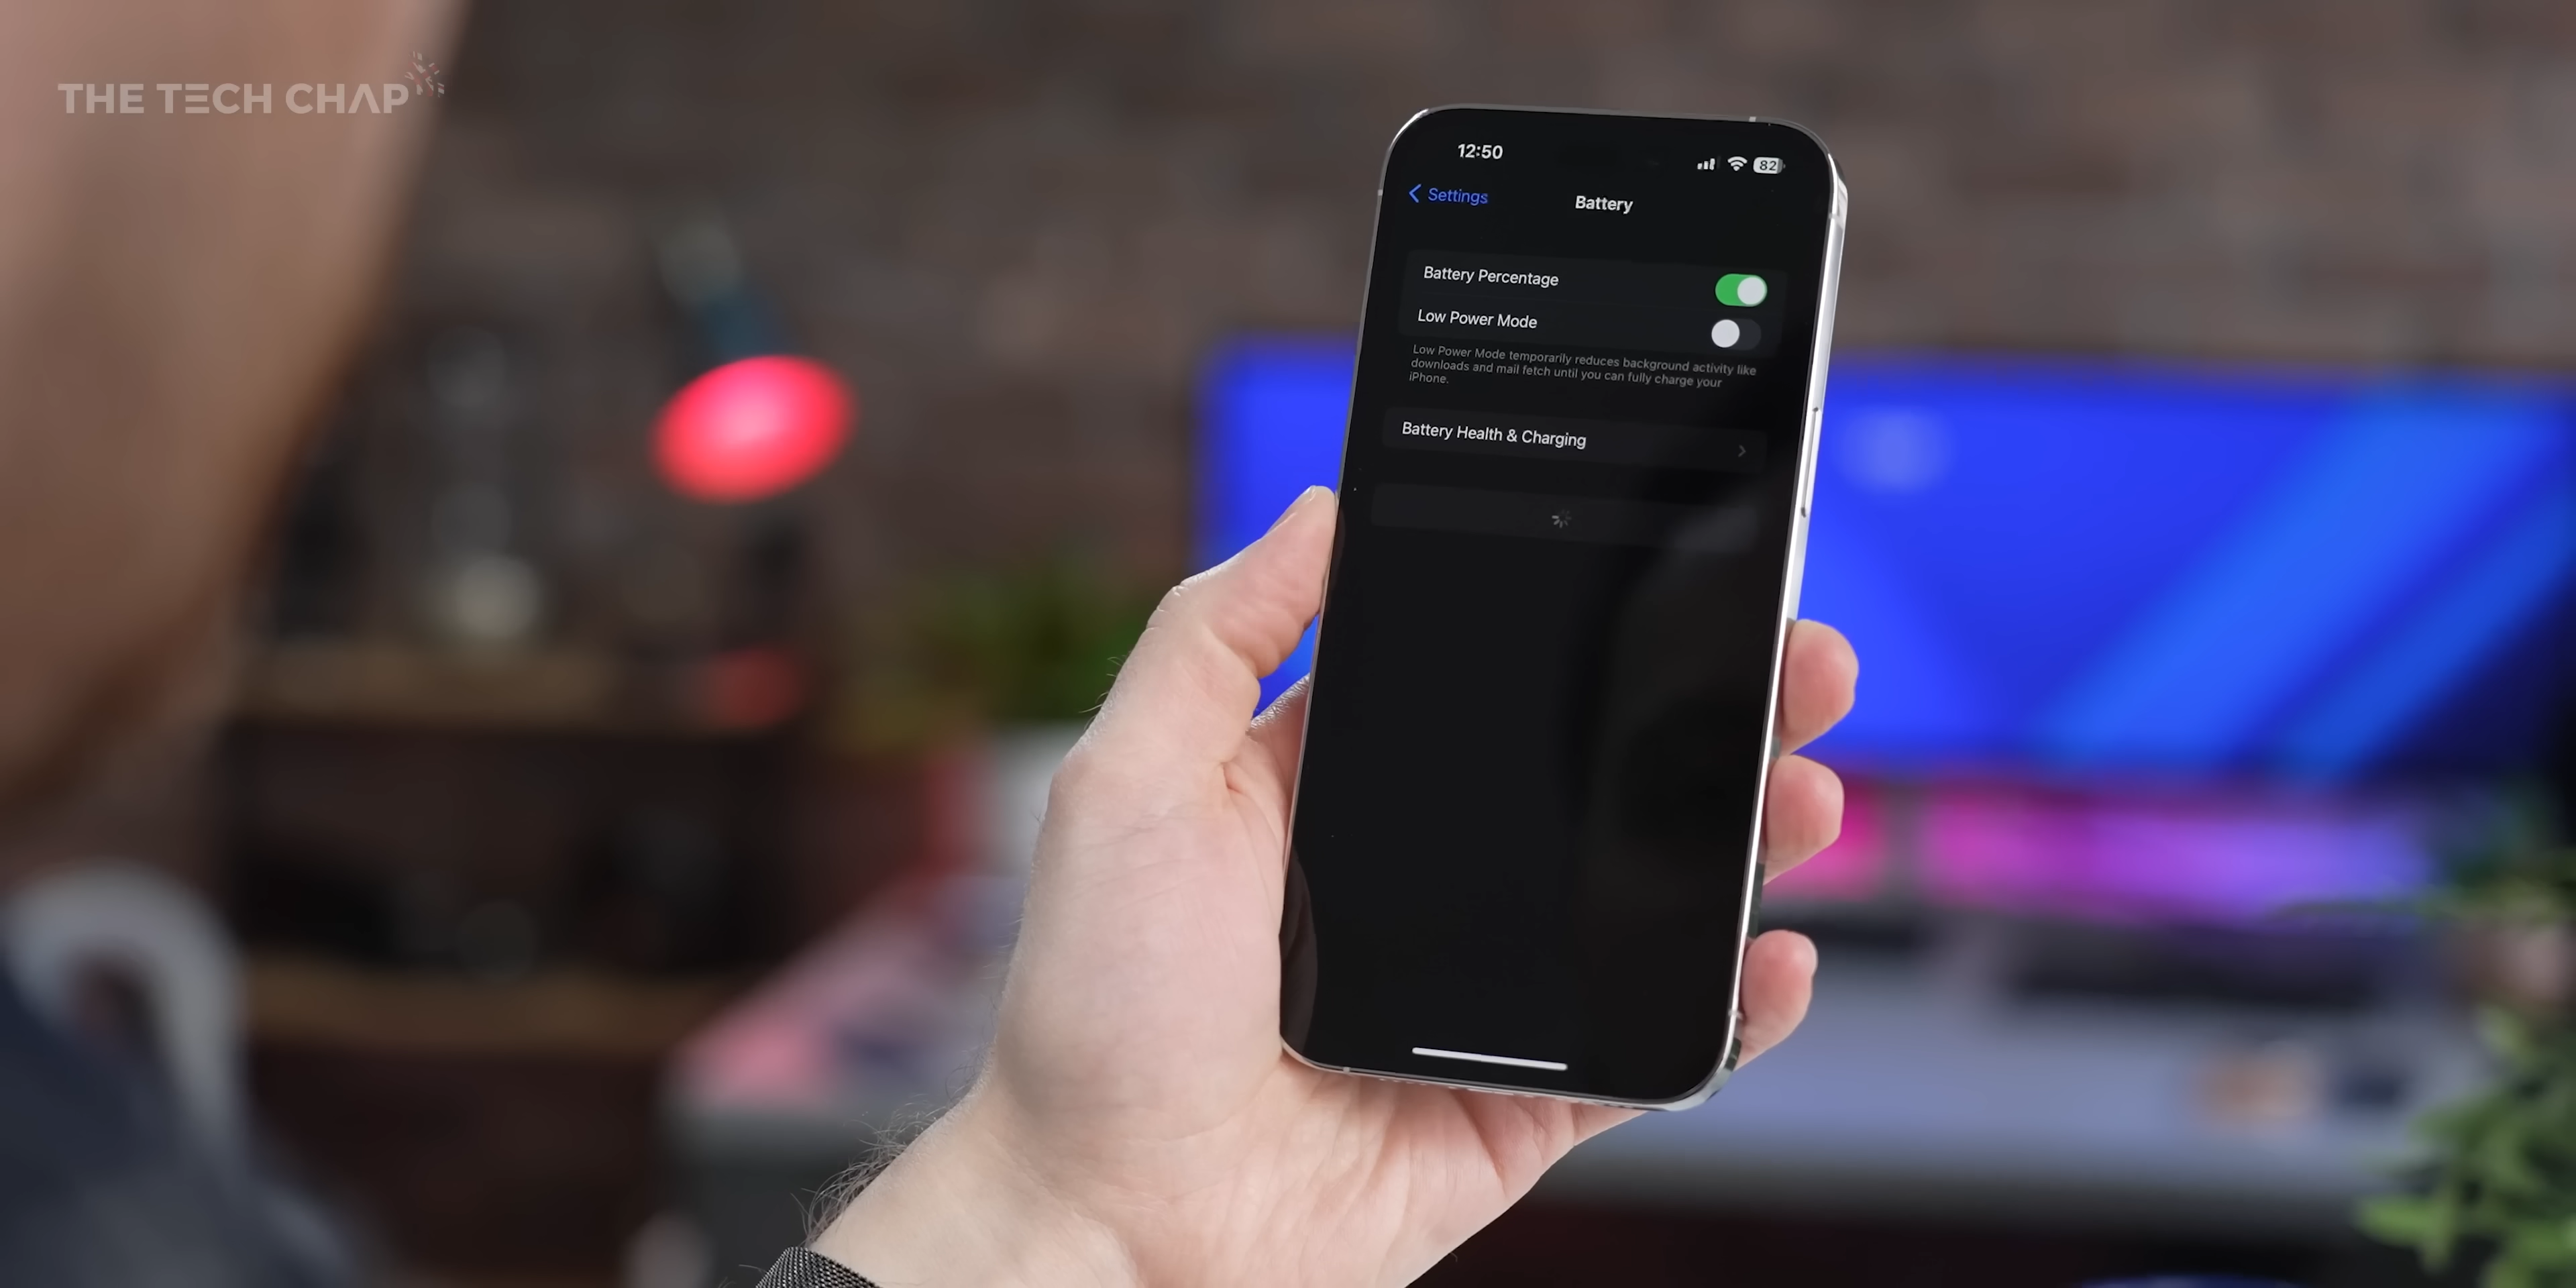 THE TECH CHAP
12:50
82
Settings
Battery
Battery Percentage
Low Power Mode
Low Power Mode temporarily reduces background activity like
downloads and mail fetch until you can fully charge your
iPhone.
Battery Health & Charging